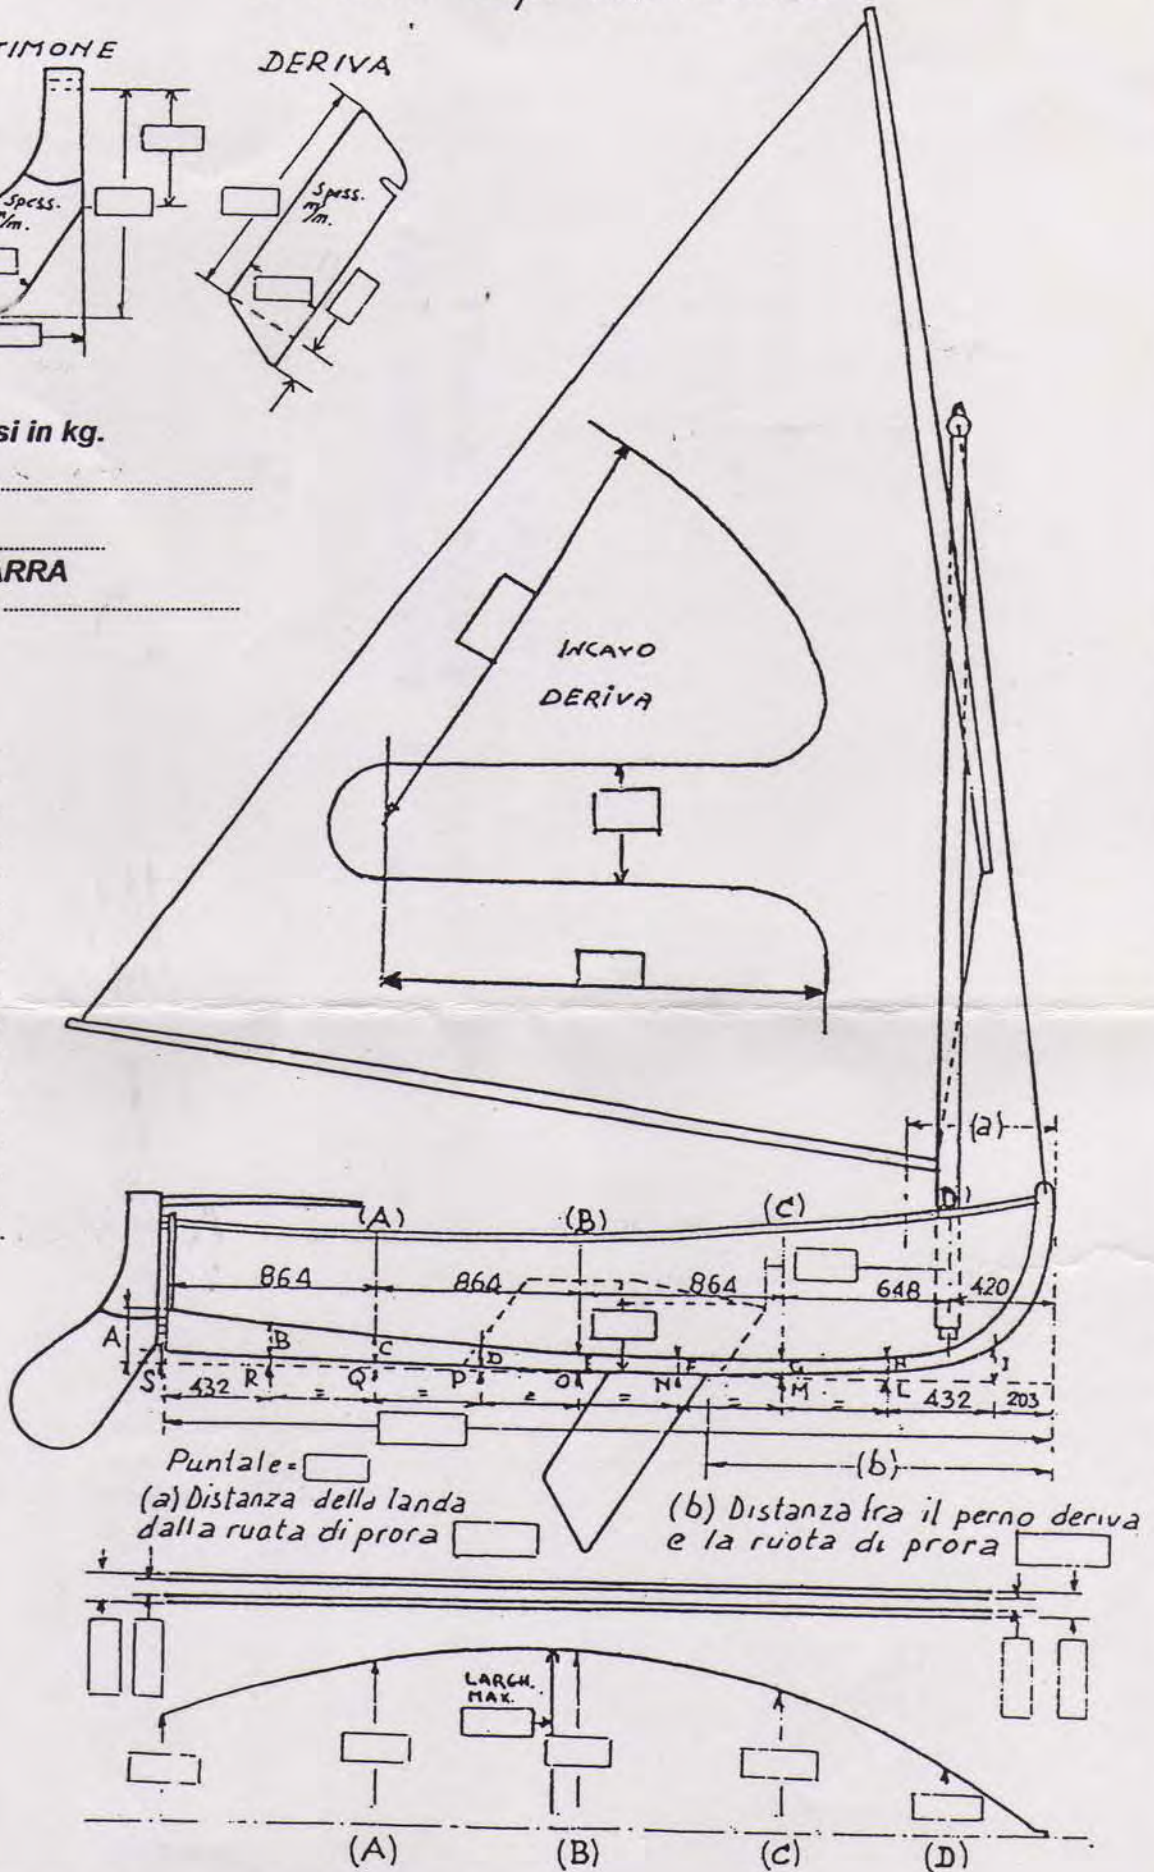 TIMONE
DERIVA
Spess.
m/m.
Spess.
m/m.
si in kg.
ARRA
INCAVO
DERIVA
(a)
(A)
(B)
(C)
864
864
864
648
420
A
B
C
D
E
F
G
H
I
S
R
Q
P
O
N
M
L
432
=
=
=
=
=
=
432
203
(b)
Puntale=
(a) Distanza della landa
dalla ruota di prora
(b) Distanza fra il perno deriva
e la ruota di prora
LARGH.
MAX.
(A)
(B)
(C)
(D)